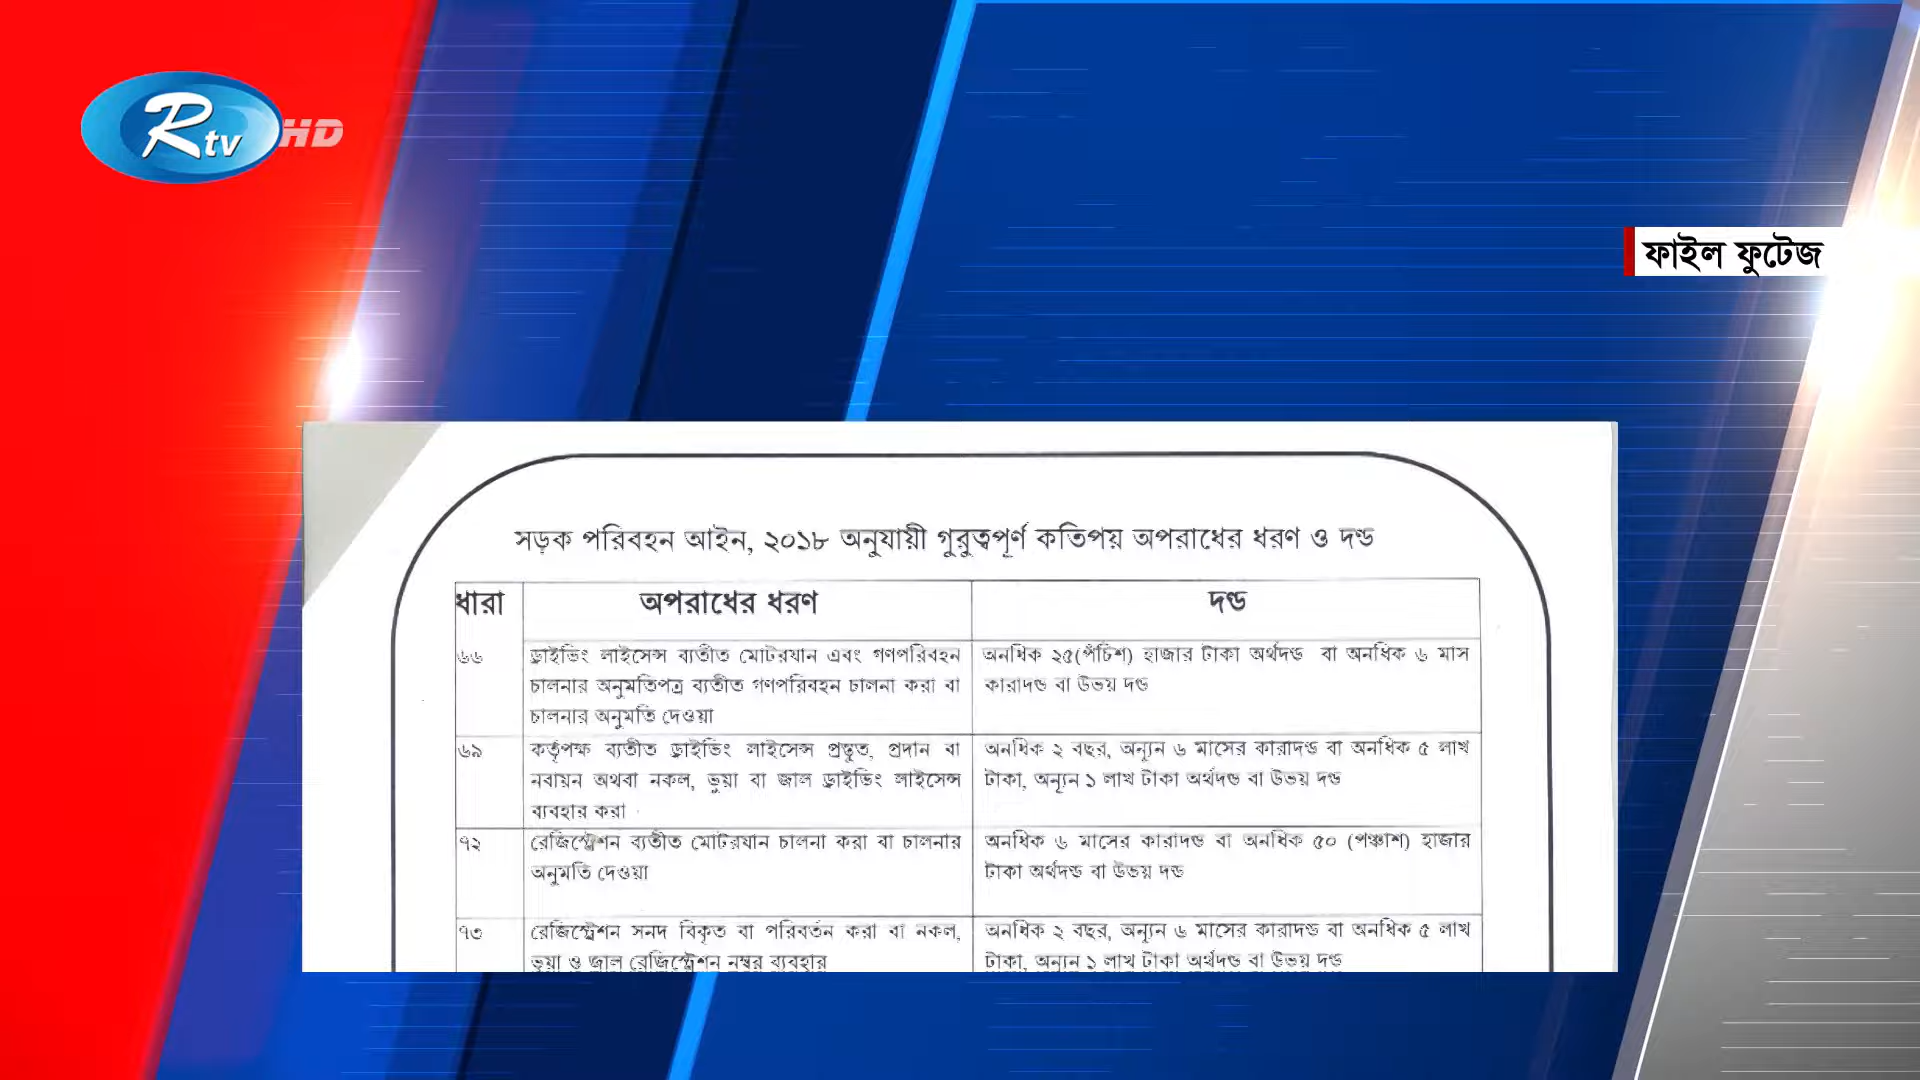 Rtv HD
ফাইল ফুটেজ
সড়ক পরিবহন আইন, ২০১৮ অনুযায়ী গুরুত্বপূর্ণ কতিপয় অপরাধের ধরণ ও দন্ড
ধারা অপরাধের ধরণ দন্ড
৬৬ ড্রাইভিং লাইসেন্স ব্যতীত মোটরযান এবং গণপরিবহন
চালনার অনুমতিপত্র ব্যতীত গণপরিবহন চালনা করা বা
চালনার অনুমতি দেওয়া
অনধিক ২৫(পঁচিশ) হাজার টাকা অর্থদন্ড বা অনধিক ৬ মাস
কারাদন্ড বা উভয় দন্ড
৬৯ কর্তৃপক্ষ ব্যতীত ড্রাইভিং লাইসেন্স প্রস্তুত, প্রদান বা
নবায়ন অথবা নকল, ভুয়া বা জাল ড্রাইভিং লাইসেন্স
ব্যবহার করা
অনধিক ২ বছর, অন্যূন ৬ মাসের কারাদন্ড বা অনধিক ৫ লাখ
টাকা, অন্যূন ১ লাখ টাকা অর্থদন্ড বা উভয় দন্ড
৭২ রেজিস্ট্রেশন ব্যতীত মোটরযান চালনা করা বা চালনার
অনুমতি দেওয়া
অনধিক ৬ মাসের কারাদন্ড বা অনধিক ৫০ (পঞ্চাশ) হাজার
টাকা অর্থদন্ড বা উভয় দন্ড
৭৩ রেজিস্ট্রেশন সনদ বিকৃত বা পরিবর্তন করা বা নকল,
ভুয়া ও জাল রেজিস্ট্রেশন নম্বর ব্যবহার
অনধিক ২ বছর, অন্যূন ৬ মাসের কারাদন্ড বা অনধিক ৫ লাখ
টাকা, অন্যূন ১ লাখ টাকা অর্থদন্ড বা উভয় দন্ড